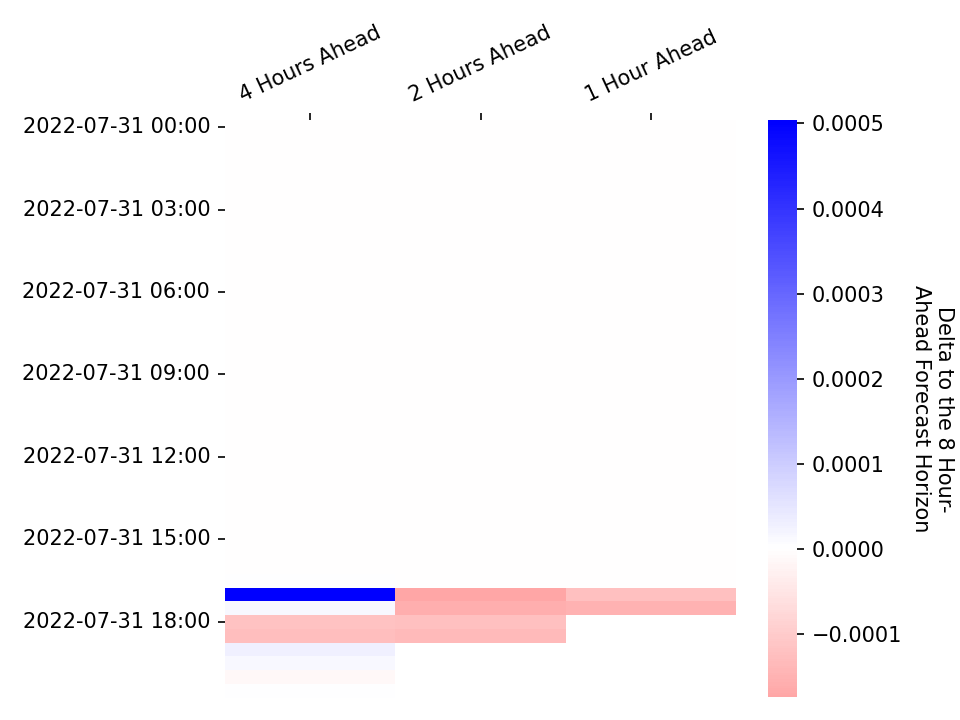 4 Hours Ahead
2 Hours Ahead
1 Hour Ahead
2022-07-31 00:00
2022-07-31 03:00
2022-07-31 06:00
2022-07-31 09:00
2022-07-31 12:00
2022-07-31 15:00
2022-07-31 18:00
0.0005
0.0004
0.0003
0.0002
0.0001
0.0000
−0.0001
Delta to the 8 Hour-
Ahead Forecast Horizon